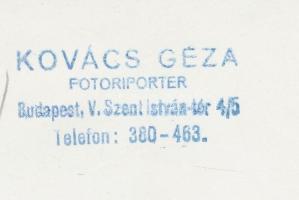 KOVÁCS GÉZA
FOTORIPORTER
Budapest, V. Szent István-tér 4/5
Telefon: 380-463.